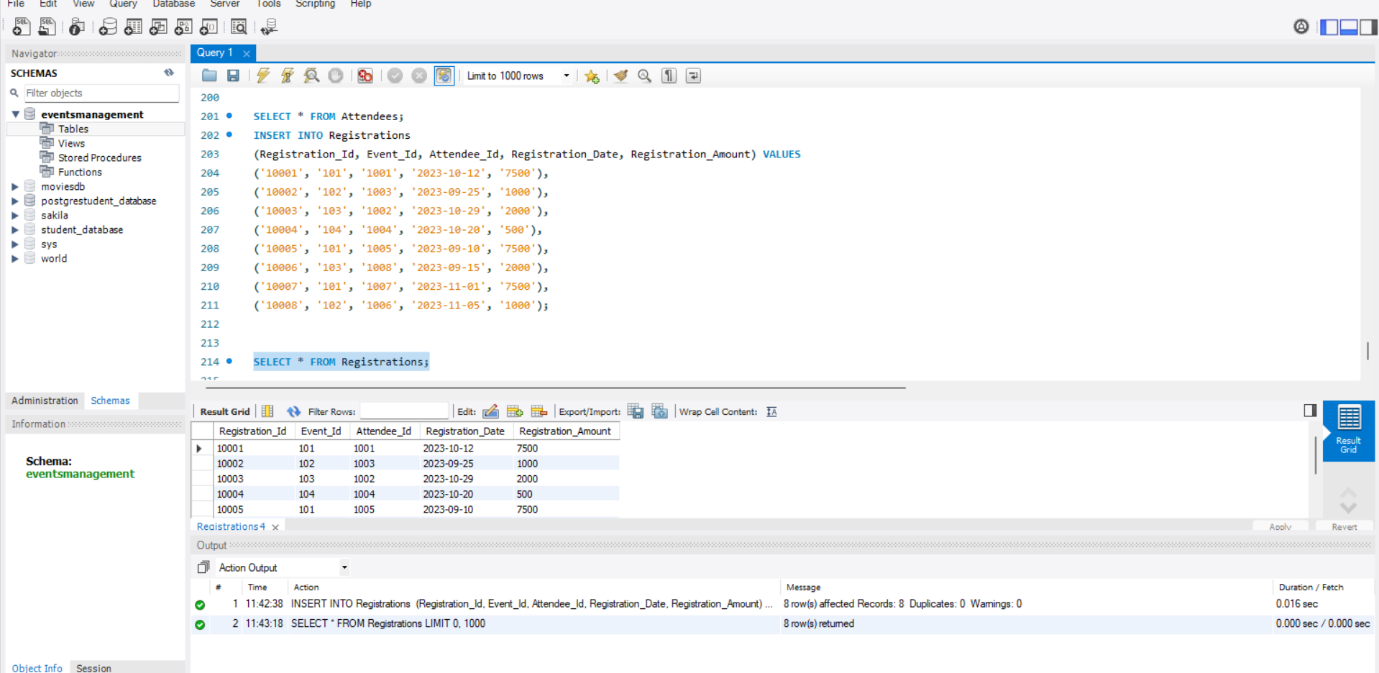 File Edit View Query Database Server Tools Scripting Help
Navigator
SCHEMAS
Filter objects
eventsmanagement
Tables
Views
Stored Procedures
Functions
moviesdb
postgrestudent_database
sakila
student_database
sys
world
Administration Schemas
Information
Schema:
eventsmanagement
Object Info Session
Query 1
Limit to 1000 rows
200
201 SELECT * FROM Attendees;
202 INSERT INTO Registrations
203 (Registration_Id, Event_Id, Attendee_Id, Registration_Date, Registration_Amount) VALUES
204 ('10001', '101', '1001', '2023-10-12', '7500'),
205 ('10002', '102', '1003', '2023-09-25', '1000'),
206 ('10003', '103', '1002', '2023-10-29', '2000'),
207 ('10004', '104', '1004', '2023-10-20', '500'),
208 ('10005', '101', '1005', '2023-09-10', '7500'),
209 ('10006', '103', '1008', '2023-09-15', '2000'),
210 ('10007', '101', '1007', '2023-11-01', '7500'),
211 ('10008', '102', '1006', '2023-11-05', '1000');
212
213
214 SELECT * FROM Registrations;
215
Result Grid Filter Rows: Edit: Export/Import: Wrap Cell Content:
Registration_Id Event_Id Attendee_Id Registration_Date Registration_Amount
10001 101 1001 2023-10-12 7500
10002 102 1003 2023-09-25 1000
10003 103 1002 2023-10-29 2000
10004 104 1004 2023-10-20 500
10005 101 1005 2023-09-10 7500
Result
Grid
Registrations 4 Apply Revert
Output
Action Output
# Time Action Message Duration / Fetch
1 11:42:38 INSERT INTO Registrations (Registration_Id, Event_Id, Attendee_Id, Registration_Date, Registration_Amount) ... 8 row(s) affected Records: 8 Duplicates: 0 Warnings: 0 0.016 sec
2 11:43:18 SELECT * FROM Registrations LIMIT 0, 1000 8 row(s) returned 0.000 sec / 0.000 sec